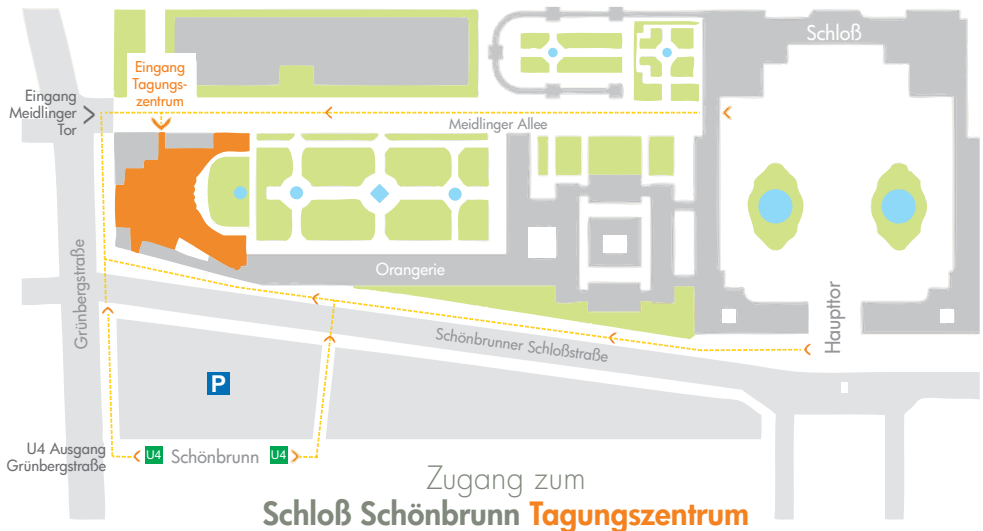 Schloß
Eingang
Tagungs-
zentrum
Eingang
Meidlinger
Tor
Meidlinger Allee
Orangerie
Grünbergstraße
Haupttor
Schönbrunner Schloßstraße
P
U4 Ausgang
Grünbergstraße
U4 Schönbrunn U4
Zugang zum
Schloß Schönbrunn Tagungszentrum